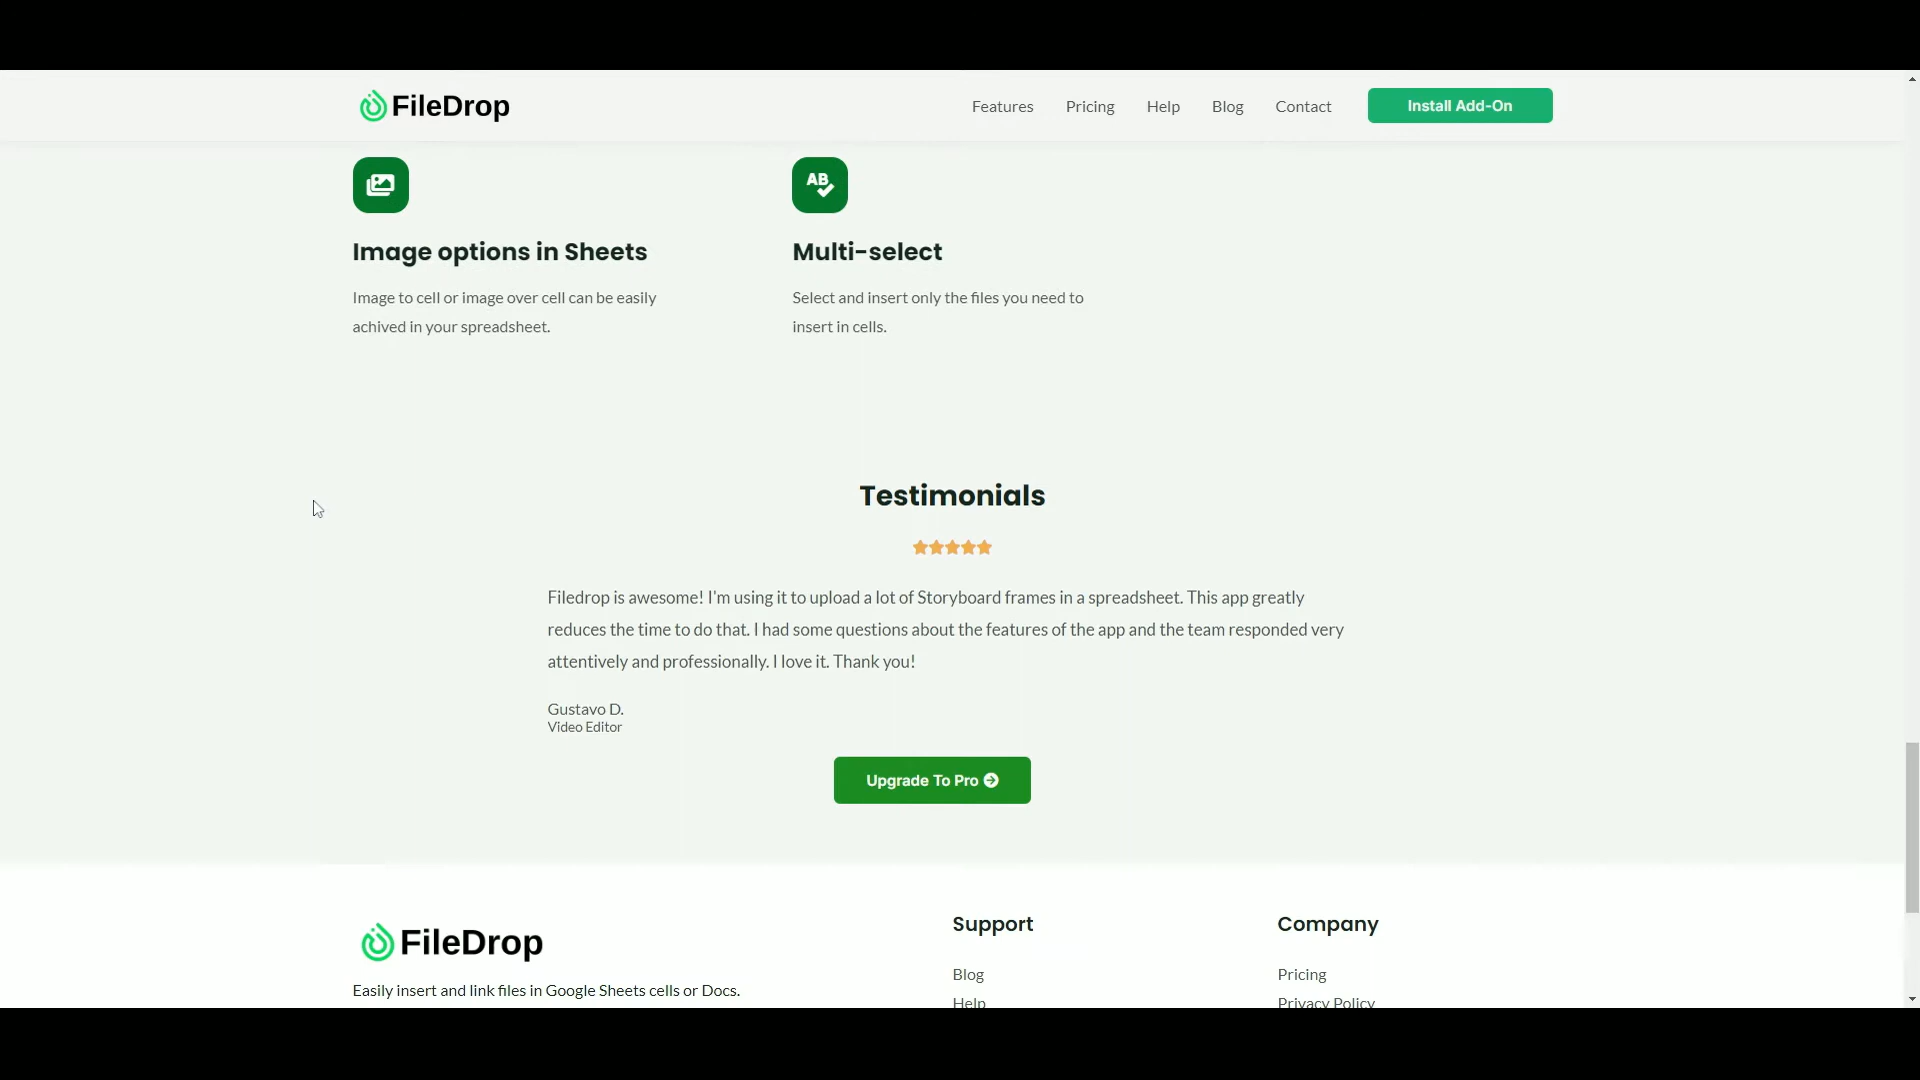 FileDrop
Features
Pricing
Help
Blog
Contact
Install Add-On
AB
Image options in Sheets
Image to cell or image over cell can be easily
achived in your spreadsheet.
Multi-select
Select and insert only the files you need to
insert in cells.
Testimonials
Filedrop is awesome! I'm using it to upload a lot of Storyboard frames in a spreadsheet. This app greatly
reduces the time to do that. I had some questions about the features of the app and the team responded very
attentively and professionally. I love it. Thank you!
Gustavo D.
Video Editor
Upgrade To Pro
FileDrop
Easily insert and link files in Google Sheets cells or Docs.
Support
Blog
Help
Company
Pricing
Privacy Policy